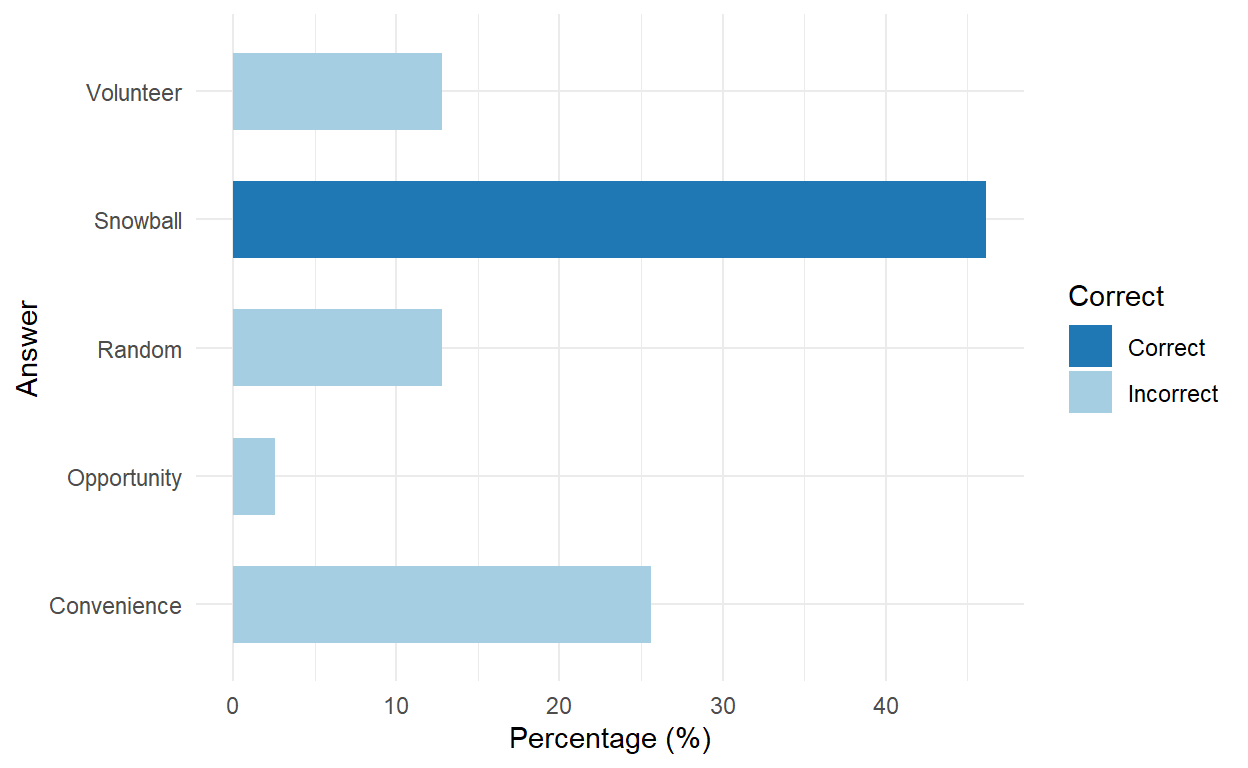 Volunteer
Snowball
Random
Opportunity
Convenience
Answer
0 10 20 30 40
Percentage (%)
Correct
Correct
Incorrect